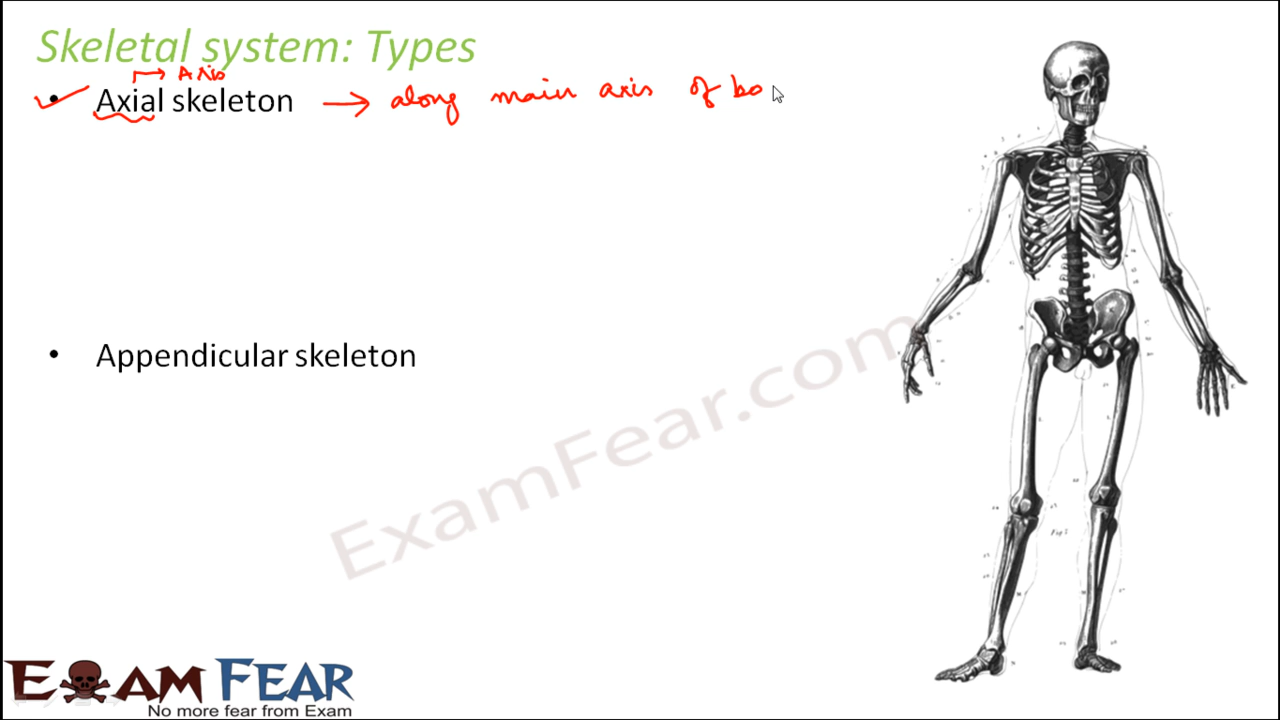 Skeletal system: Types
→ Axis
• Axial skeleton → along main axis of bo
• Appendicular skeleton
ExamFear.com
Fig
EXAM FEAR
No more fear from Exam